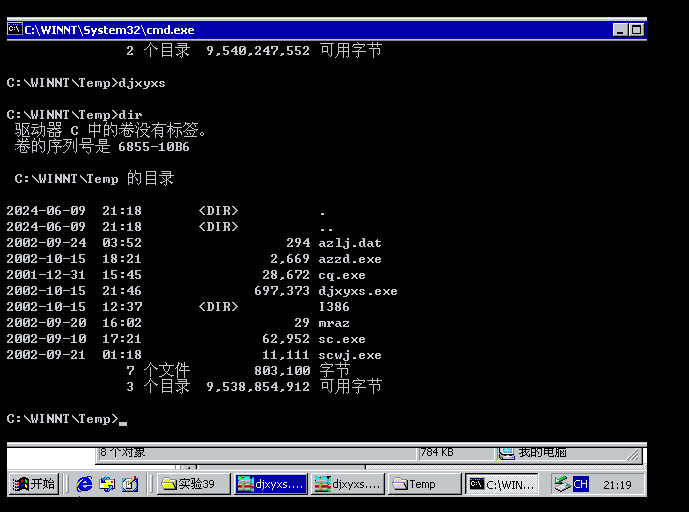 C:\WINNT\System32\cmd.exe
2 个目录 9,540,247,552 可用字节
C:\WINNT\Temp>djxyxs
C:\WINNT\Temp>dir
驱动器 C 中的卷没有标签。
卷的序列号是 6855-10B6
C:\WINNT\Temp 的目录
2024-06-09 21:18 <DIR> .
2024-06-09 21:18 <DIR> ..
2002-09-24 03:52 294 azlj.dat
2002-10-15 18:21 2,669 azzd.exe
2001-12-31 15:45 28,672 cq.exe
2002-10-15 21:46 697,373 djxyxs.exe
2002-10-15 12:37 <DIR> I386
2002-09-20 16:02 29 mraz
2002-09-10 17:21 62,952 sc.exe
2002-09-21 01:18 11,111 scwj.exe
7 个文件 803,100 字节
3 个目录 9,538,854,912 可用字节
C:\WINNT\Temp>_
8 个对象 784 KB 我的电脑
开始 实验39 djxyxs.... djxyxs.... Temp C:\WIN... CH 21:19